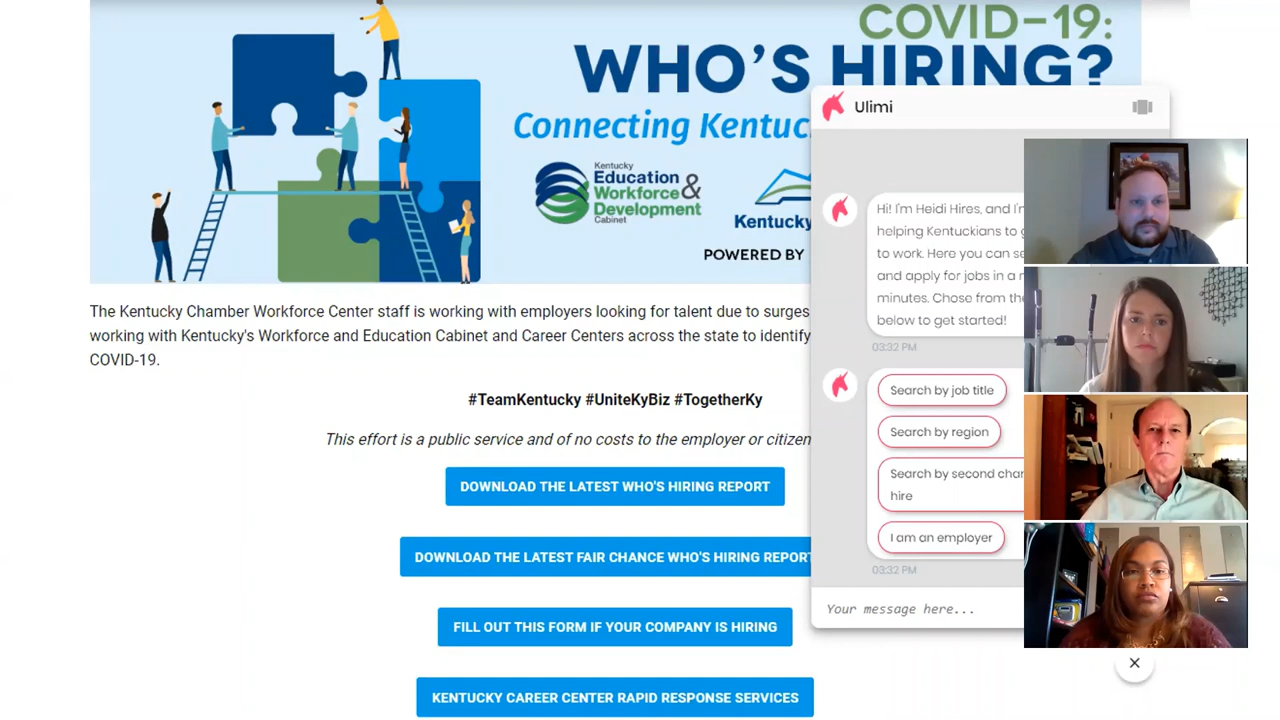 COVID-19:
WHO'S HIRING?
Connecting Kentuc
Kentucky
Education
Workforce &
Development
Cabinet
Kentucky
POWERED BY
The Kentucky Chamber Workforce Center staff is working with employers looking for talent due to surges
working with Kentucky's Workforce and Education Cabinet and Career Centers across the state to identify
COVID-19.
#TeamKentucky #UniteKyBiz #TogetherKy
This effort is a public service and of no costs to the employer or citizen
DOWNLOAD THE LATEST WHO'S HIRING REPORT
DOWNLOAD THE LATEST FAIR CHANCE WHO'S HIRING REPORT
FILL OUT THIS FORM IF YOUR COMPANY IS HIRING
KENTUCKY CAREER CENTER RAPID RESPONSE SERVICES
Ulimi
Hi! I'm Heidi Hires, and I'm
helping Kentuckians to g
to work. Here you can se
and apply for jobs in a m
minutes. Chose from the
below to get started!
03:32 PM
Search by job title
Search by region
Search by second chan
hire
I am an employer
03:32 PM
Your message here...